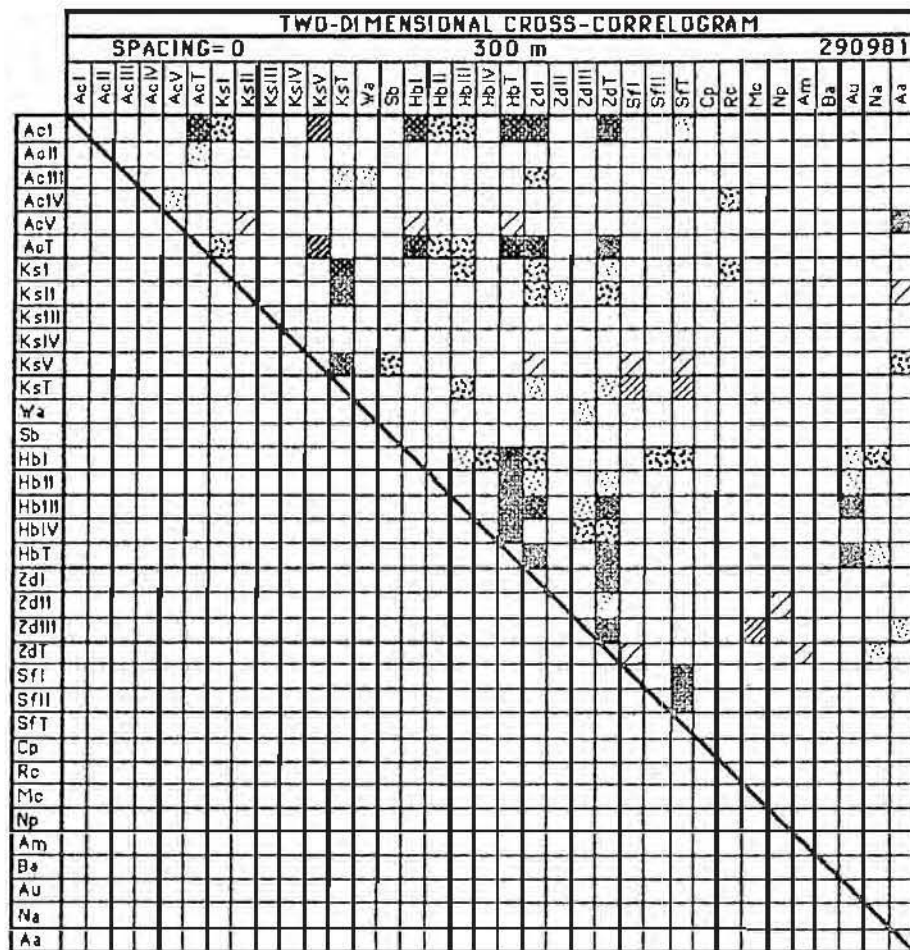 TWO-DIMENSIONAL CROSS-CORRELOGRAM
SPACING= 0 300 m 290981
AcI AcII AcIII AcIV AcV AcT KsI KsII KsIII KsIV KsV KsT Wa Sb HbI HbII HbIII HbIV HbT ZdI ZdII ZdIII ZdT SfI SfII SfT Cp Rc Mc Np Am Ba Au Na Aa
AcI
AcII
AcIII
AcIV
AcV
AcT
KsI
KsII
KsIII
KsIV
KsV
KsT
Wa
Sb
HbI
HbII
HbIII
HbIV
HbT
ZdI
ZdII
ZdIII
ZdT
SfI
SfII
SfT
Cp
Rc
Mc
Np
Am
Ba
Au
Na
Aa